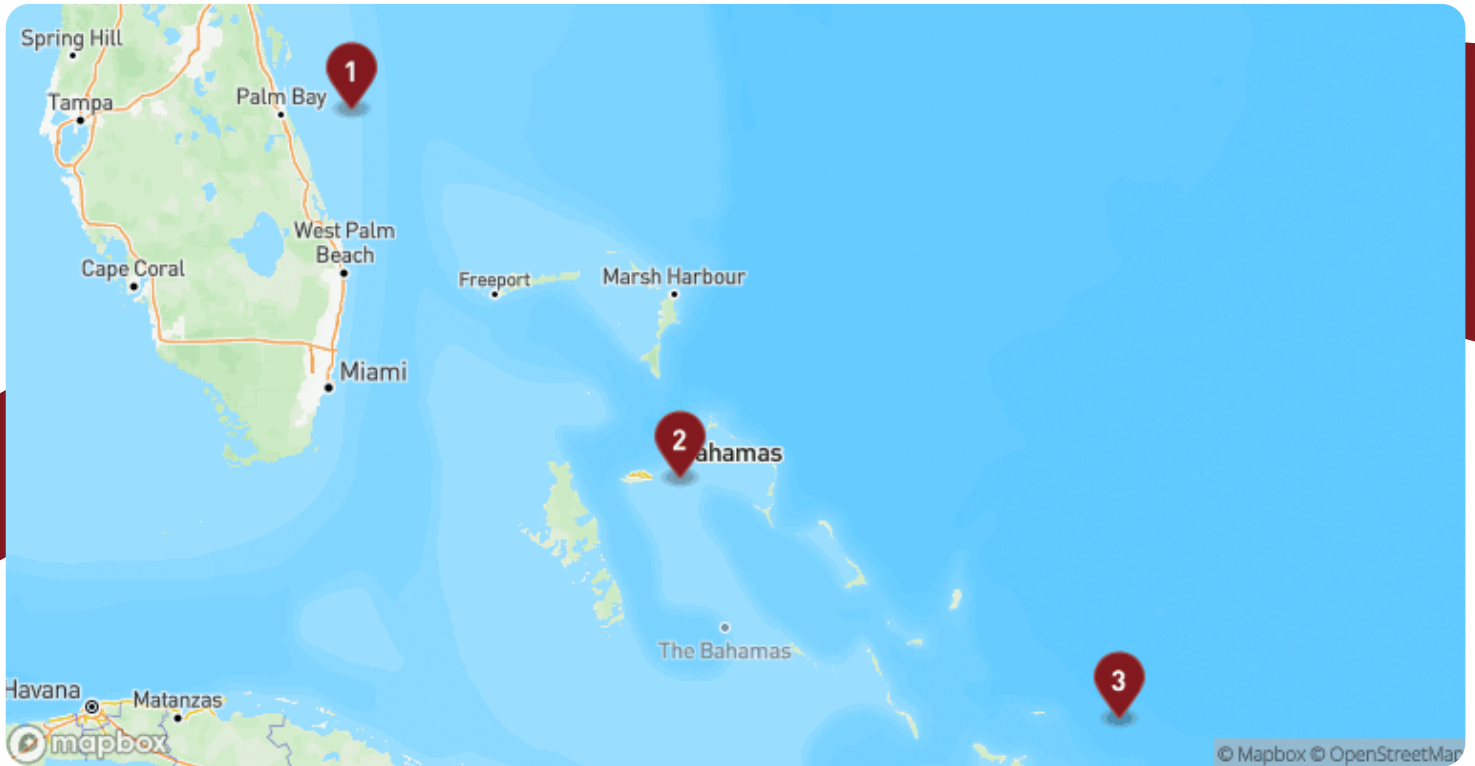 Spring Hill
1
Tampa
Palm Bay
West Palm
Beach
Cape Coral
Freeport
Marsh Harbour
Miami
2
ahamas
The Bahamas
3
Havana
Matanzas
mapbox
© Mapbox © OpenStreetMap